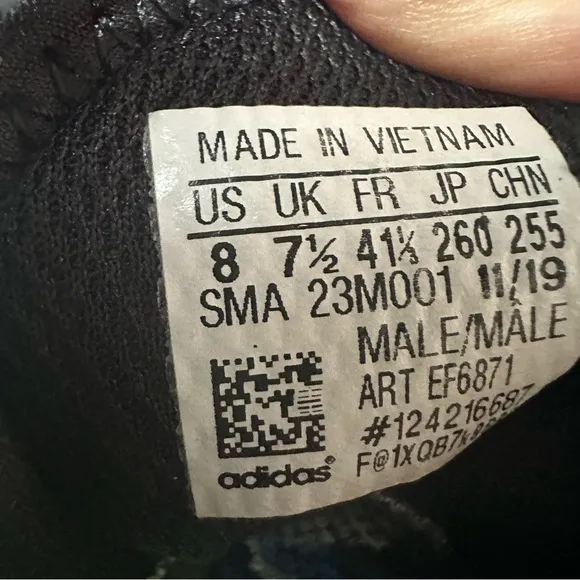 MADE IN VIETNAM
US UK FR JP CHN
8 7½ 41⅓ 260 255
SMA 23M001 11/19
MALE/MÂLE
ART EF6871
#124216687
adidas®